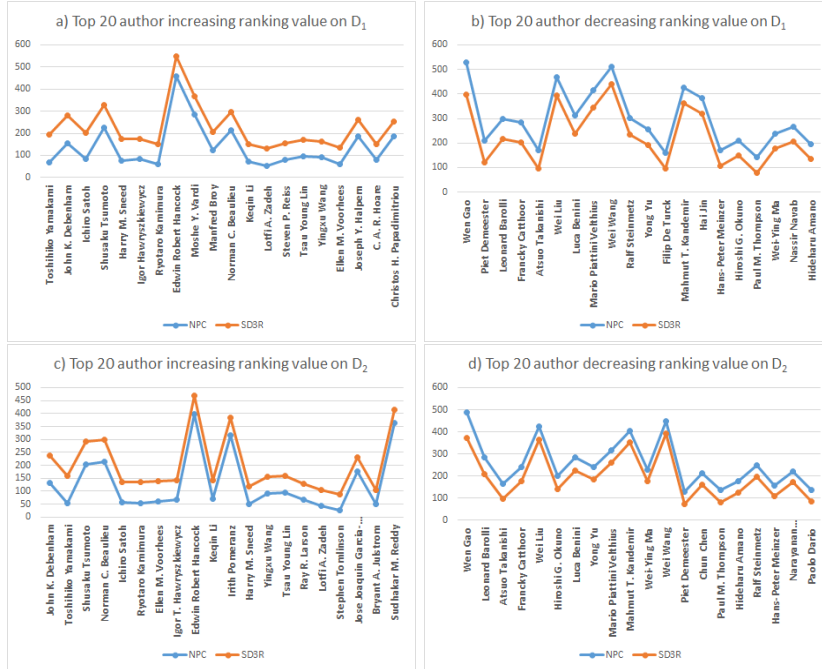 a) Top 20 author increasing ranking value on D1
600
500
400
300
200
100
0
Toshihiko Yamakami
John K. Debenham
Ichiro Satoh
Shusaku Tsumoto
Harry M. Sneed
Igor Hawryszkiewycz
Ryotaro Kamimura
Edwin Robert Hancock
Moshe Y. Vardi
Manfred Broy
Norman C. Beaulieu
Keqin Li
Lotfi A. Zadeh
Steven P. Reiss
Tsau Young Lin
Yingxu Wang
Ellen M. Voorhees
Joseph Y. Halpern
C. A. R. Hoare
Christos H. Papadimitriou
NPC SD3R
b) Top 20 author decreasing ranking value on D1
600
500
400
300
200
100
0
Wen Gao
Piet Demeester
Leonard Barolli
Francky Catthoor
Atsuo Takanishi
Wei Liu
Luca Benini
Mario Piattini Velthius
Wei Wang
Ralf Steinmetz
Yong Yu
Filip De Turck
Mahmut T. Kandemir
Hai Jin
Hans-Peter Meinzer
Hiroshi G. Okuno
Paul M. Thompson
Wei-Ying Ma
Nassir Navab
Hideharu Amano
NPC SD3R
c) Top 20 author increasing ranking value on D2
500
450
400
350
300
250
200
150
100
50
0
John K. Debenham
Toshihiko Yamakami
Shusaku Tsumoto
Norman C. Beaulieu
Ichiro Satoh
Ryotaro Kamimura
Ellen M. Voorhees
Igor T. Hawryszkiewycz
Edwin Robert Hancock
Keqin Li
Irith Pomeranz
Harry M. Sneed
Yingxu Wang
Tsau Young Lin
Ray R. Larson
Lotfi A. Zadeh
Stephen Tomlinson
Jose Joaquin Garcia-...
Bryant A. Julstrom
Sudhakar M. Reddy
NPC SD3R
d) Top 20 author decreasing ranking value on D2
600
500
400
300
200
100
0
Wen Gao
Leonard Barolli
Atsuo Takanishi
Francky Catthoor
Wei Liu
Hiroshi G. Okuno
Luca Benini
Yong Yu
Mario Piattini Velthius
Mahmut T. Kandemir
Wei-Ying Ma
Wei Wang
Piet Demeester
Chun Chen
Paul M. Thompson
Hideharu Amano
Ralf Steinmetz
Hans-Peter Meinzer
Narayanan...
Paolo Dario
NPC SD3R